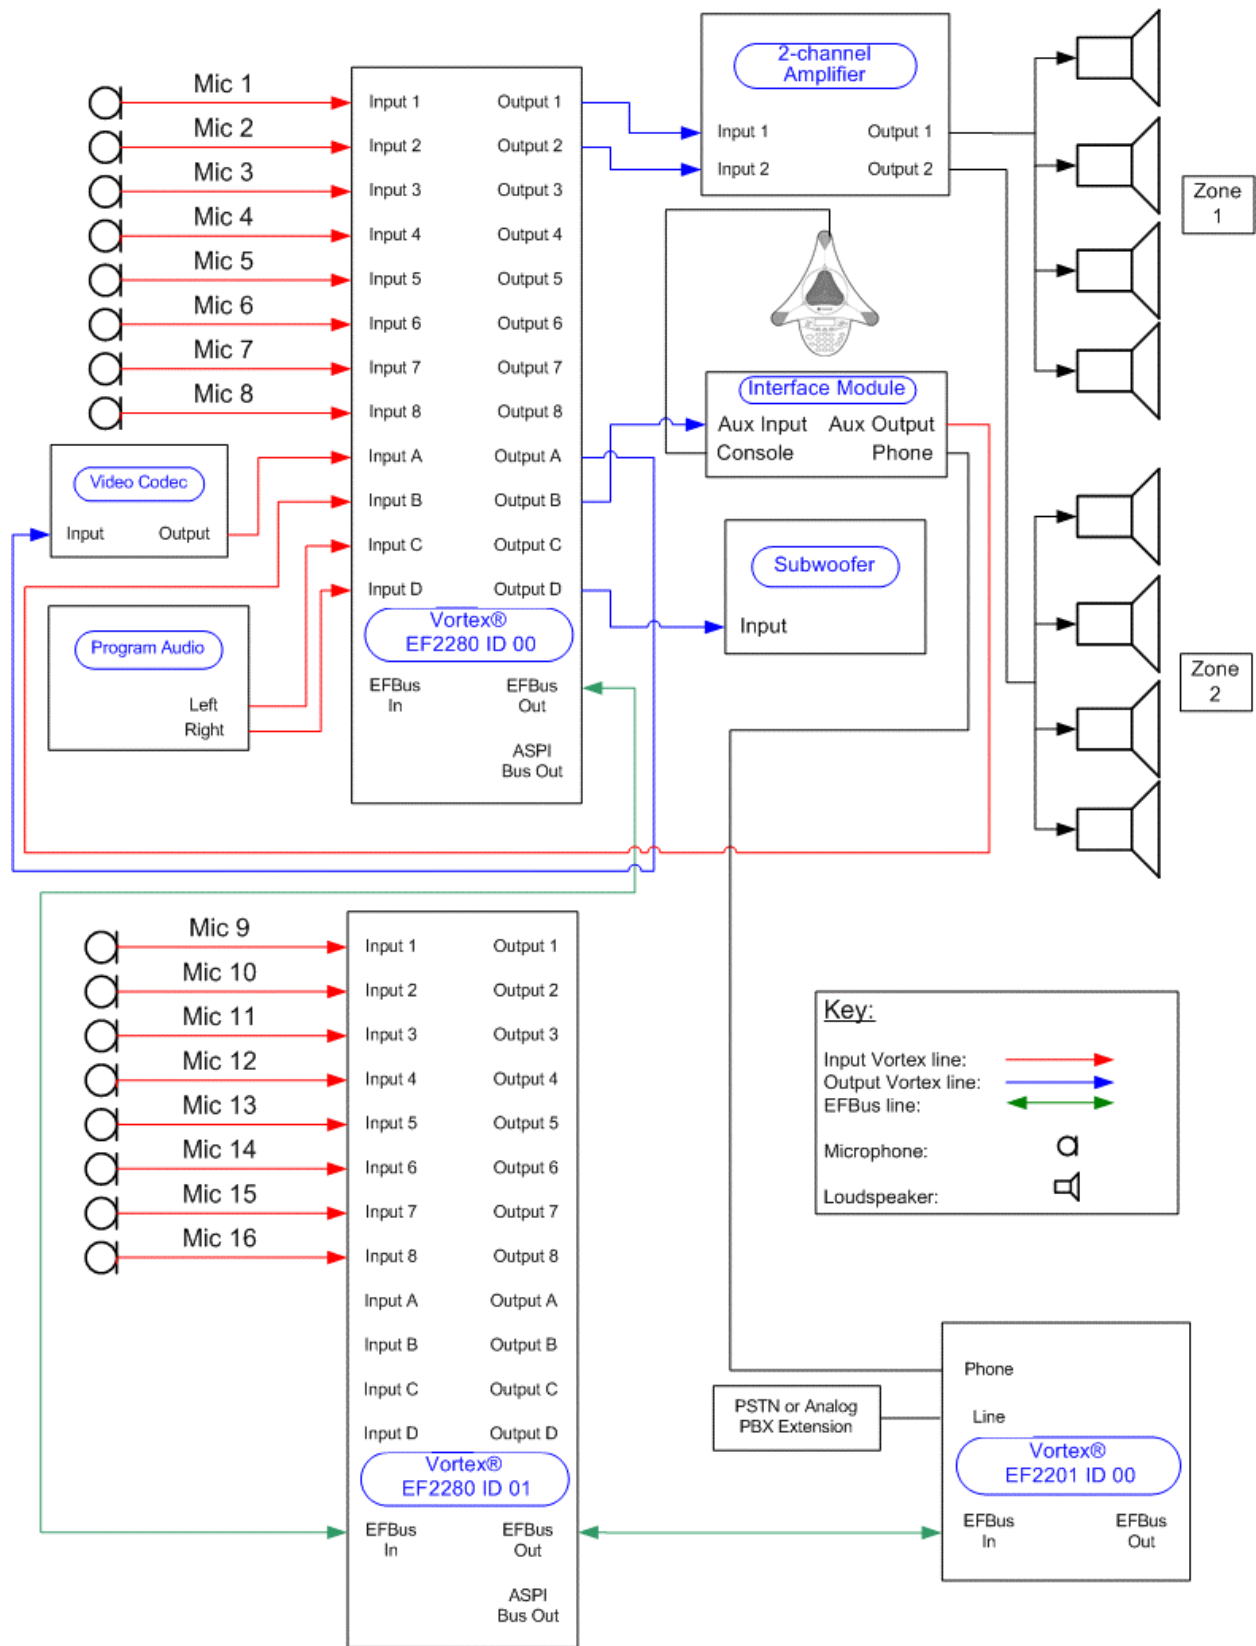 2-channel
Amplifier
Input 1
Output 1
Input 2
Output 2
Zone
1
Mic 1
Mic 2
Mic 3
Mic 4
Mic 5
Mic 6
Mic 7
Mic 8
Input 1
Output 1
Input 2
Output 2
Input 3
Output 3
Input 4
Output 4
Input 5
Output 5
Input 6
Output 6
Input 7
Output 7
Input 8
Output 8
Input A
Output A
Input B
Output B
Input C
Output C
Input D
Output D
Vortex®
EF2280 ID 00
EFBus
In
EFBus
Out
ASPI
Bus Out
Video Codec
Input
Output
Program Audio
Left
Right
Interface Module
Aux Input
Aux Output
Console
Phone
Subwoofer
Input
Zone
2
Mic 9
Mic 10
Mic 11
Mic 12
Mic 13
Mic 14
Mic 15
Mic 16
Input 1
Output 1
Input 2
Output 2
Input 3
Output 3
Input 4
Output 4
Input 5
Output 5
Input 6
Output 6
Input 7
Output 7
Input 8
Output 8
Input A
Output A
Input B
Output B
Input C
Output C
Input D
Output D
Vortex®
EF2280 ID 01
EFBus
In
EFBus
Out
ASPI
Bus Out
Key:
Input Vortex line:
Output Vortex line:
EFBus line:
Microphone:
Loudspeaker:
PSTN or Analog
PBX Extension
Phone
Line
Vortex®
EF2201 ID 00
EFBus
In
EFBus
Out